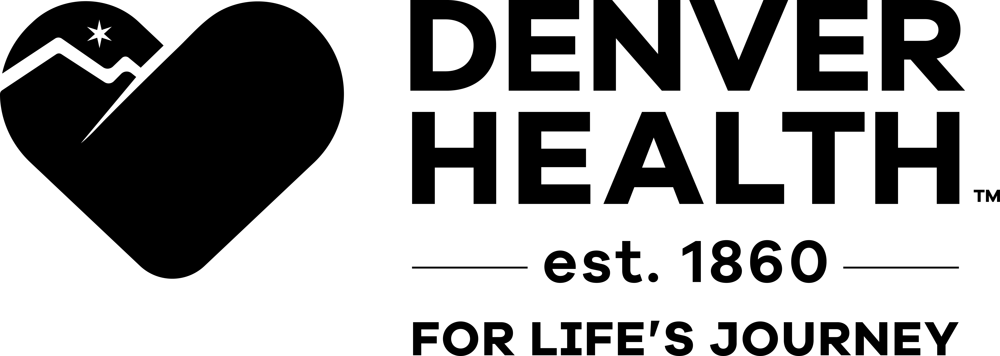 DENVER
HEALTH™
est. 1860
FOR LIFE'S JOURNEY